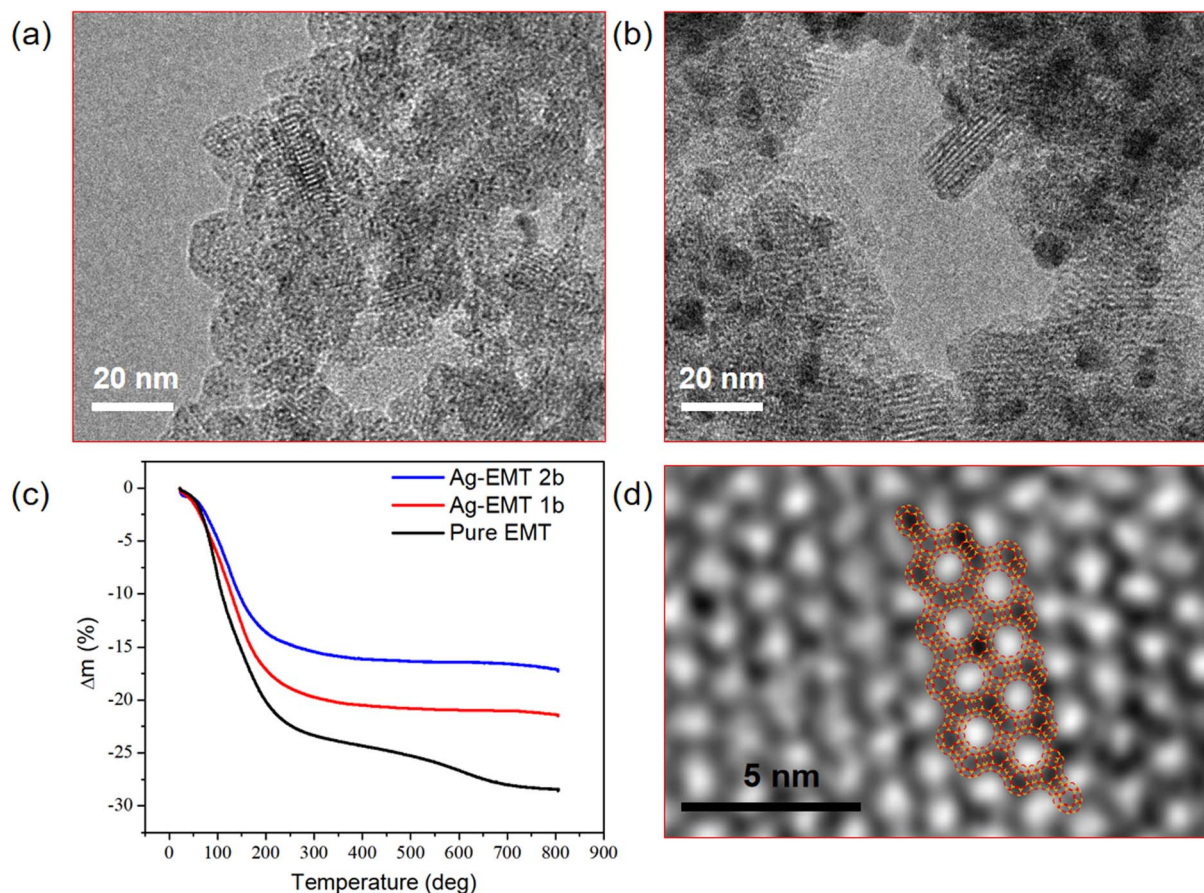 (a)
20 nm
(b)
20 nm
(c)
Ag-EMT 2b
Ag-EMT 1b
Pure EMT
Δm (%)
0
-5
-10
-15
-20
-25
-30
0 100 200 300 400 500 600 700 800 900
Temperature (deg)
(d)
5 nm